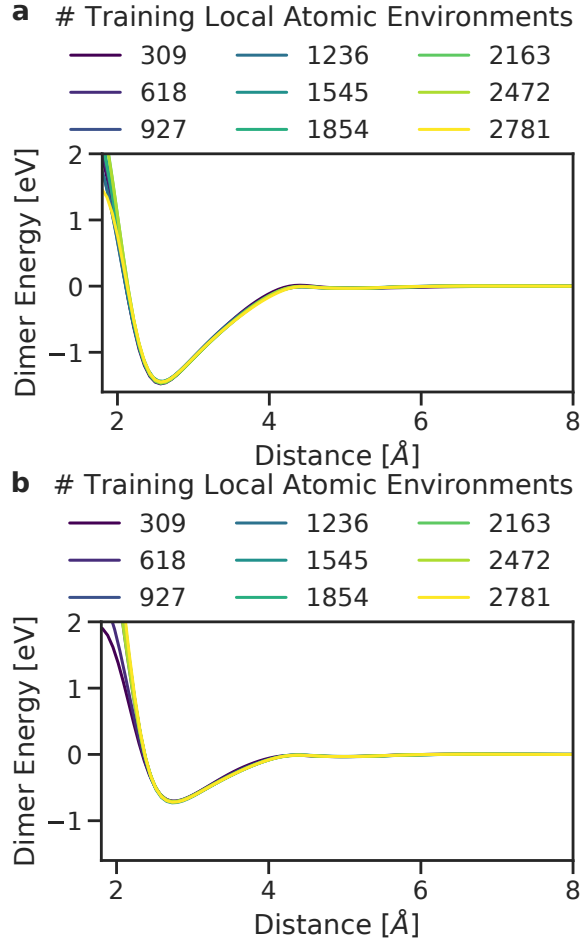 a # Training Local Atomic Environments
309 1236 2163
618 1545 2472
927 1854 2781
2
1
0
−1
Dimer Energy [eV]
2 4 6 8
Distance [Å]
b # Training Local Atomic Environments
309 1236 2163
618 1545 2472
927 1854 2781
2
1
0
−1
Dimer Energy [eV]
2 4 6 8
Distance [Å]